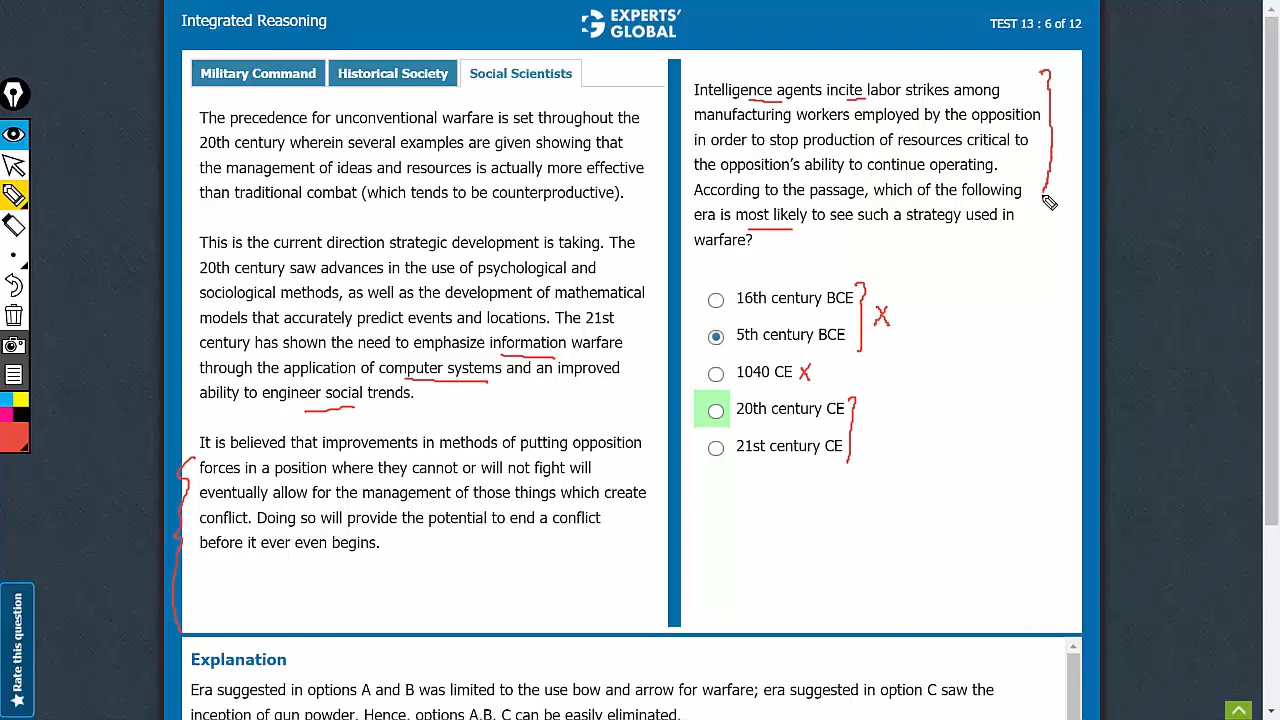 Integrated Reasoning
EXPERTS'
GLOBAL
TEST 13 : 6 of 12
Military Command
Historical Society
Social Scientists
The precedence for unconventional warfare is set throughout the
20th century wherein several examples are given showing that
the management of ideas and resources is actually more effective
than traditional combat (which tends to be counterproductive).
This is the current direction strategic development is taking. The
20th century saw advances in the use of psychological and
sociological methods, as well as the development of mathematical
models that accurately predict events and locations. The 21st
century has shown the need to emphasize information warfare
through the application of computer systems and an improved
ability to engineer social trends.
It is believed that improvements in methods of putting opposition
forces in a position where they cannot or will not fight will
eventually allow for the management of those things which create
conflict. Doing so will provide the potential to end a conflict
before it ever even begins.
Intelligence agents incite labor strikes among
manufacturing workers employed by the opposition
in order to stop production of resources critical to
the opposition's ability to continue operating.
According to the passage, which of the following
era is most likely to see such a strategy used in
warfare?
16th century BCE
5th century BCE
X
1040 CE X
20th century CE
21st century CE
★ Rate this question
Explanation
Era suggested in options A and B was limited to the use bow and arrow for warfare; era suggested in option C saw the
inception of gun powder. Hence, options A,B, C can be easily eliminated.